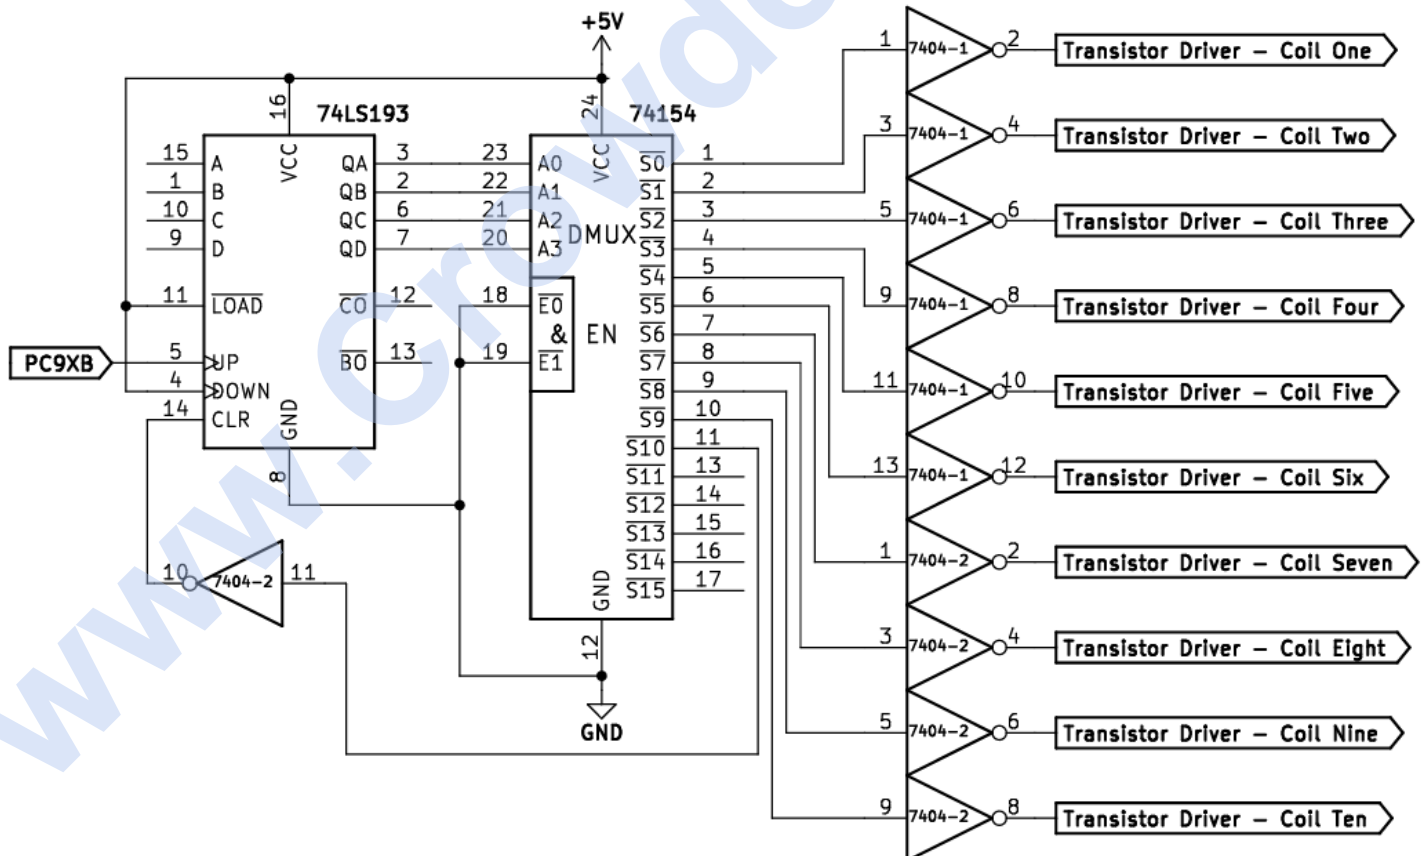 +5V
1 7404-1 2 Transistor Driver – Coil One
16 74LS193 24 74154
3 7404-1 4 Transistor Driver – Coil Two
15 A VCC QA 3 23 A0 VCC S0 1
1 B QB 2 22 A1 S1 2
10 C QC 6 21 A2 S2 3 5 7404-1 6 Transistor Driver – Coil Three
DMUX
9 D QD 7 20 A3 S3 4
S4 5
11 LOAD CO 12 18 E0 S5 6 9 7404-1 8 Transistor Driver – Coil Four
& EN S6 7
PC9XB 5 UP BO 13 19 E1 S7 8
4 DOWN S8 9 11 7404-1 10 Transistor Driver – Coil Five
14 CLR GND S9 10
S10 11
8 S11 13 13 7404-1 12 Transistor Driver – Coil Six
S12 14
S13 15
S14 16 1 7404-2 2 Transistor Driver – Coil Seven
10 7404-2 11 GND S15 17
12 3 7404-2 4 Transistor Driver – Coil Eight
GND 5 7404-2 6 Transistor Driver – Coil Nine
9 7404-2 8 Transistor Driver – Coil Ten